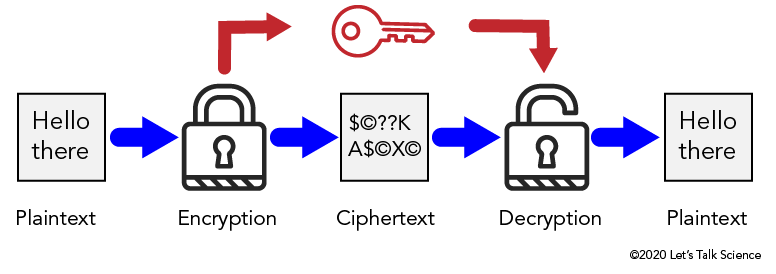 Hello
there
$©??K
A$©X©
Hello
there
Plaintext
Encryption
Ciphertext
Decryption
Plaintext
©2020 Let's Talk Science